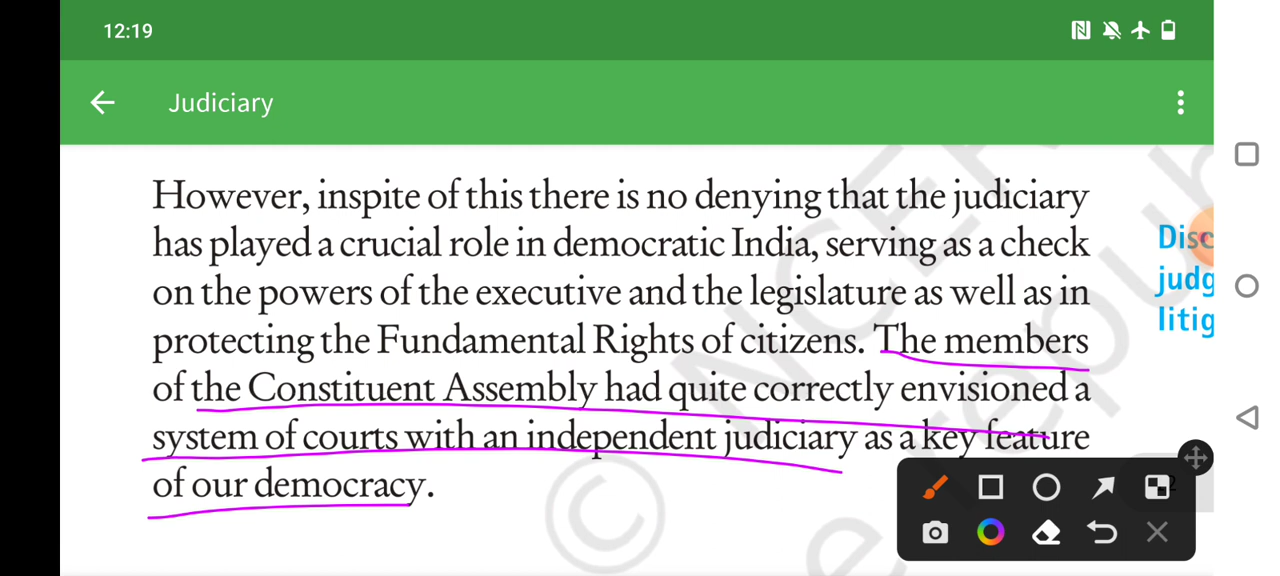 12:19
Judiciary
However, inspite of this there is no denying that the judiciary
has played a crucial role in democratic India, serving as a check
on the powers of the executive and the legislature as well as in
protecting the Fundamental Rights of citizens. The members
of the Constituent Assembly had quite correctly envisioned a
system of courts with an independent judiciary as a key feature
of our democracy.
Disc
judg
litig
©